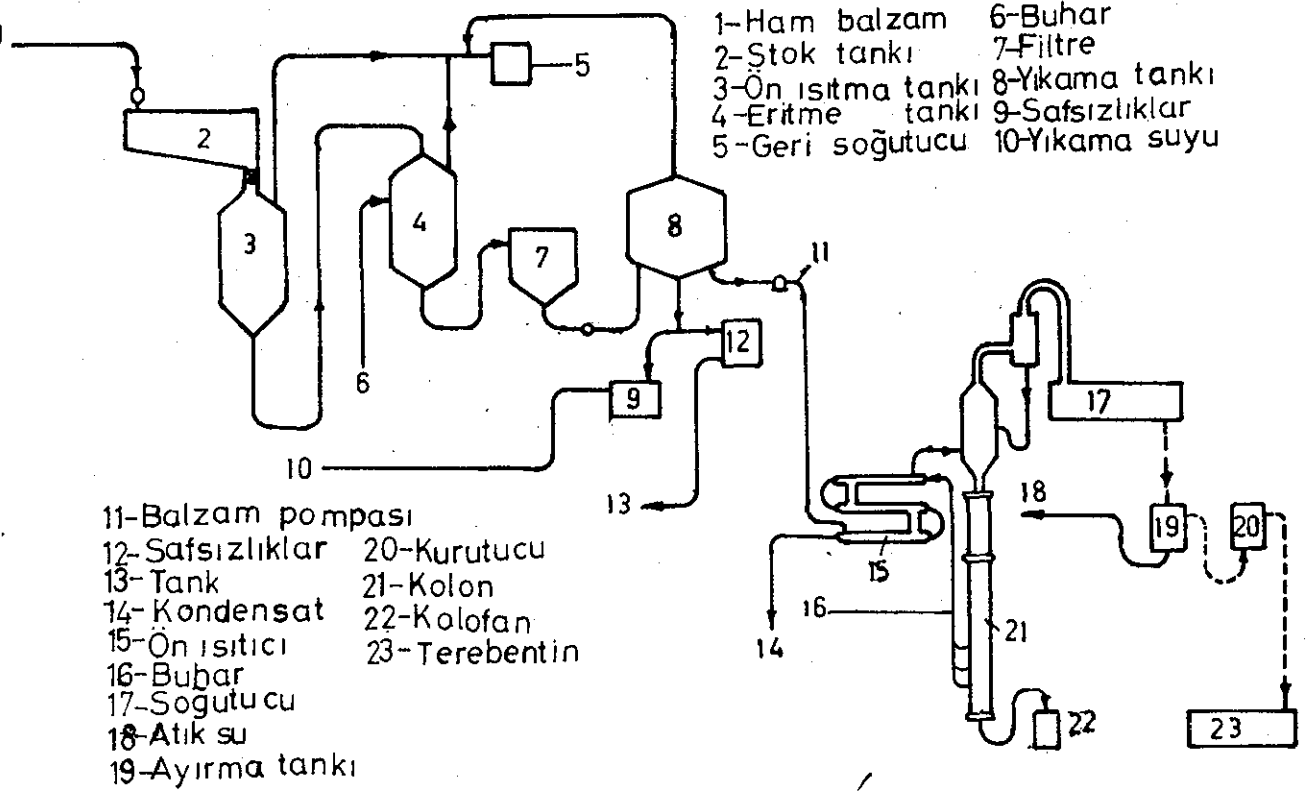 1-Ham balzam 6-Buhar
2-Stok tankı 7-Filtre
3-Ön ısıtma tankı 8-Yıkama tankı
4-Eritme tankı 9-Safsızlıklar
5-Geri soğutucu 10-Yıkama suyu
5
2
3
4
7
8
11
6
9
12
10
13
17
18
19
20
15
16
14
21
22
23
11-Balzam pompası
12-Safsızlıklar 20-Kurutucu
13-Tank 21-Kolon
14-Kondensat 22-Kolofan
15-Ön ısıtıcı 23-Terebentin
16-Buhar
17-Soğutucu
18-Atık su
19-Ayırma tankı